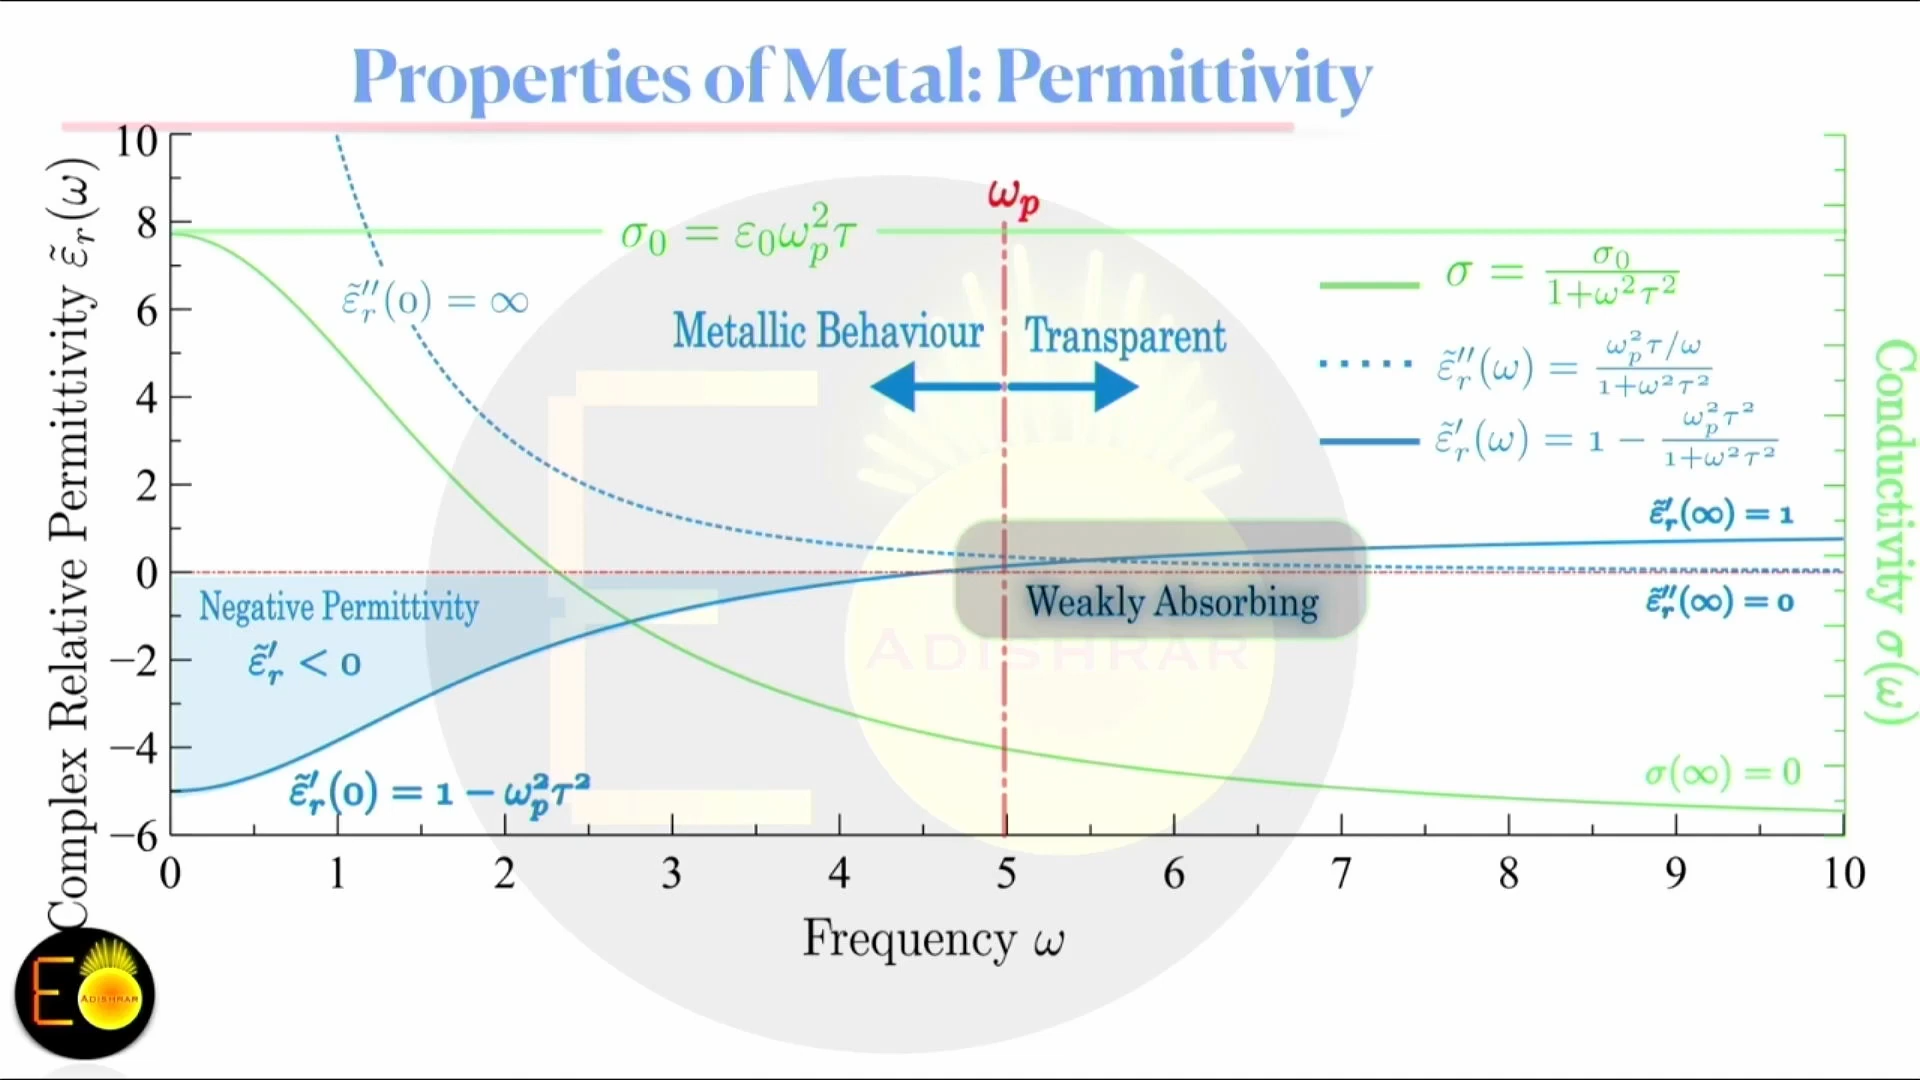 Properties of Metal: Permittivity
Complex Relative Permittivity ε̃ᵣ(ω)
10
8
6
4
2
0
−2
−4
−6
σ₀ = ε₀ωₚ²τ
ωₚ
ε̃ᵣ″(0) = ∞
Metallic Behaviour
Transparent
σ = σ₀ / 1+ω²τ²
ε̃ᵣ″(ω) = ωₚ²τ/ω / 1+ω²τ²
ε̃ᵣ′(ω) = 1 − ωₚ²τ² / 1+ω²τ²
ε̃ᵣ′(∞) = 1
Negative Permittivity
ε̃ᵣ′ < 0
Weakly Absorbing
ε̃ᵣ″(∞) = 0
ADISHRAR
ε̃ᵣ′(0) = 1 − ωₚ²τ²
σ(∞) = 0
Conductivity σ(ω)
0 1 2 3 4 5 6 7 8 9 10
Frequency ω
E
ADISHRAR